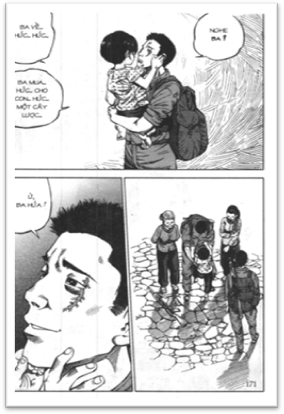 BA VỀ,
HỨC, HỨC,
BA MUA,
HỨC, CHO
CON, HỨC,
MỘT CÂY
LƯỢC.
NGHE
BA?
Ừ,
BA HỨA!
171